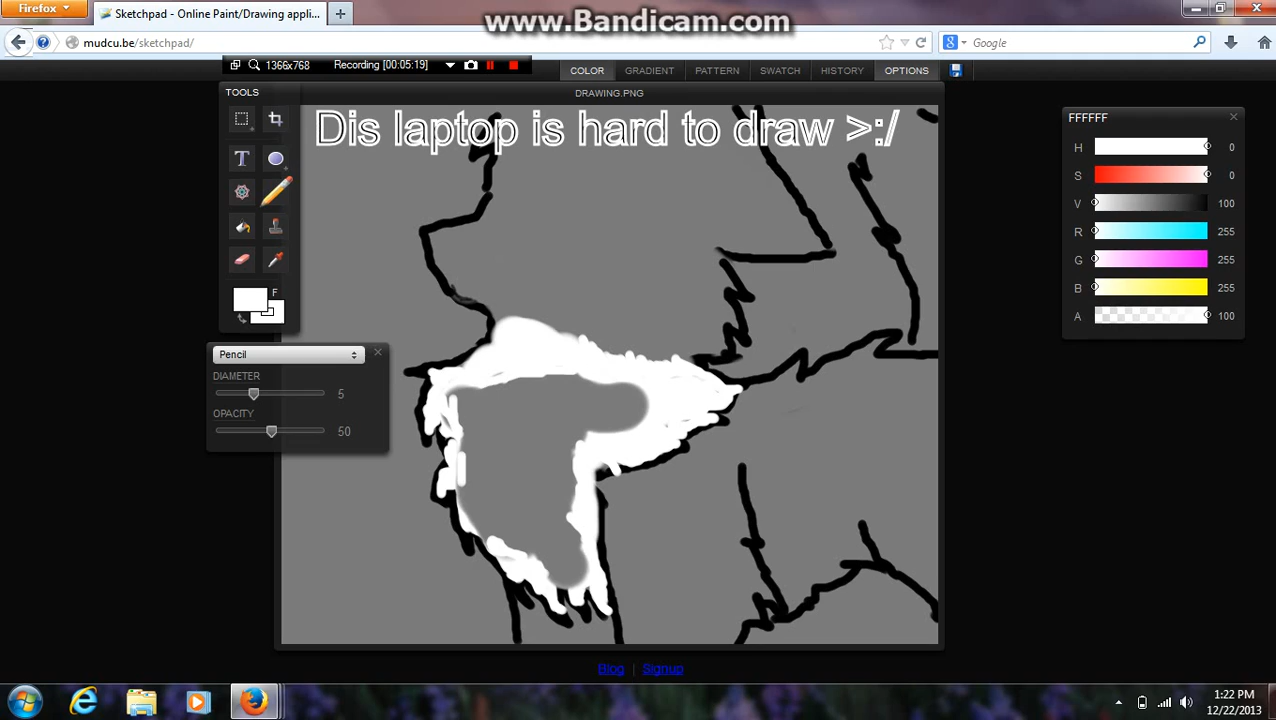 Firefox
Sketchpad - Online Paint/Drawing appli...
www.Bandicam.com
mudcu.be/sketchpad/
Google
1366x768
Recording [00:05:19]
COLOR
GRADIENT
PATTERN
SWATCH
HISTORY
OPTIONS
TOOLS
DRAWING.PNG
Dis laptop is hard to draw >:/
T
F
Pencil
DIAMETER
5
OPACITY
50
FFFFFF
H 0
S 0
V 100
R 255
G 255
B 255
A 100
Blog | Signup
1:22 PM
12/22/2013